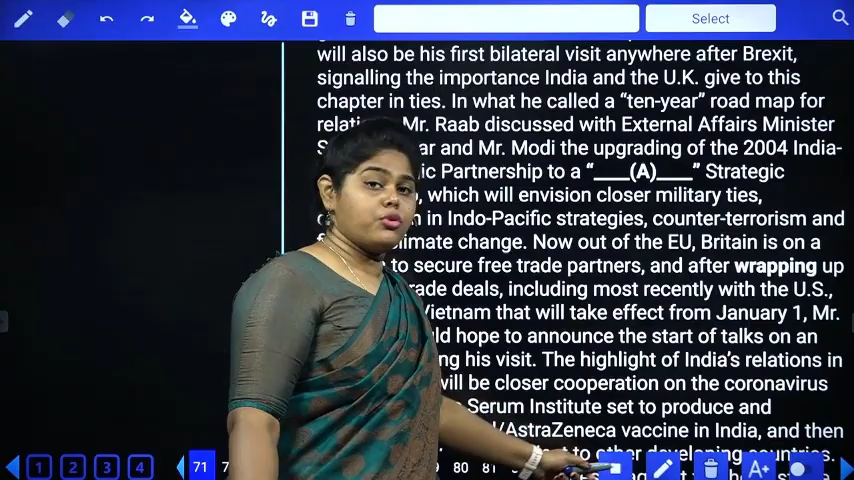 Select
will also be his first bilateral visit anywhere after Brexit,
signalling the importance India and the U.K. give to this
chapter in ties. In what he called a “ten-year” road map for
Mr. Raab discussed with External Affairs Minister
and Mr. Modi the upgrading of the 2004 India-
Partnership to a “____(A)____” Strategic
, which will envision closer military ties,
in Indo-Pacific strategies, counter-terrorism and
climate change. Now out of the EU, Britain is on a
to secure free trade partners, and after wrapping up
trade deals, including most recently with the U.S.,
Vietnam that will take effect from January 1, Mr.
hope to announce the start of talks on an
his visit. The highlight of India’s relations in
will be closer cooperation on the coronavirus
Serum Institute set to produce and
/AstraZeneca vaccine in India, and then
to other developing countries.
1 2 3 4 71 80 81 A+